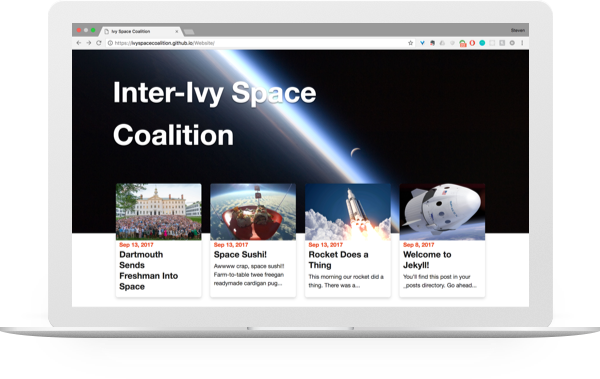 Ivy Space Coalition
Steven
https://ivyspacecoalition.github.io/Website/
Inter-Ivy Space
Coalition
Sep 13, 2017
Dartmouth
Sends
Freshman Into
Space
Sep 13, 2017
Space Sushi!
Awwww crap, space sushi!!
Farm-to-table twee freegan
readymade cardigan pug...
Sep 13, 2017
Rocket Does a
Thing
This morning our rocket did a
thing. There was a...
Sep 8, 2017
Welcome to
Jekyll!
You'll find this post in your
_posts directory. Go ahead...